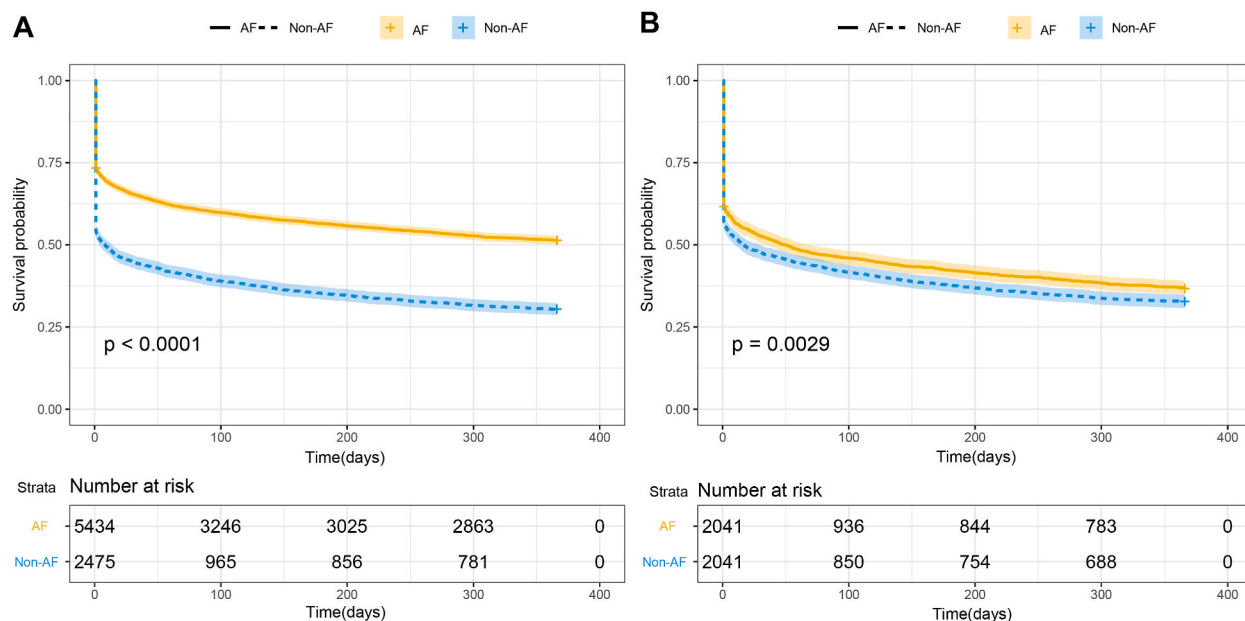 A
AF Non-AF AF Non-AF
1.00
0.75
0.50
0.25
0.00
Survival probability
p < 0.0001
0 100 200 300 400
Time(days)
Strata Number at risk
AF 5434 3246 3025 2863 0
Non-AF 2475 965 856 781 0
0 100 200 300 400
Time(days)
B
AF Non-AF AF Non-AF
1.00
0.75
0.50
0.25
0.00
Survival probability
p = 0.0029
0 100 200 300 400
Time(days)
Strata Number at risk
AF 2041 936 844 783 0
Non-AF 2041 850 754 688 0
0 100 200 300 400
Time(days)